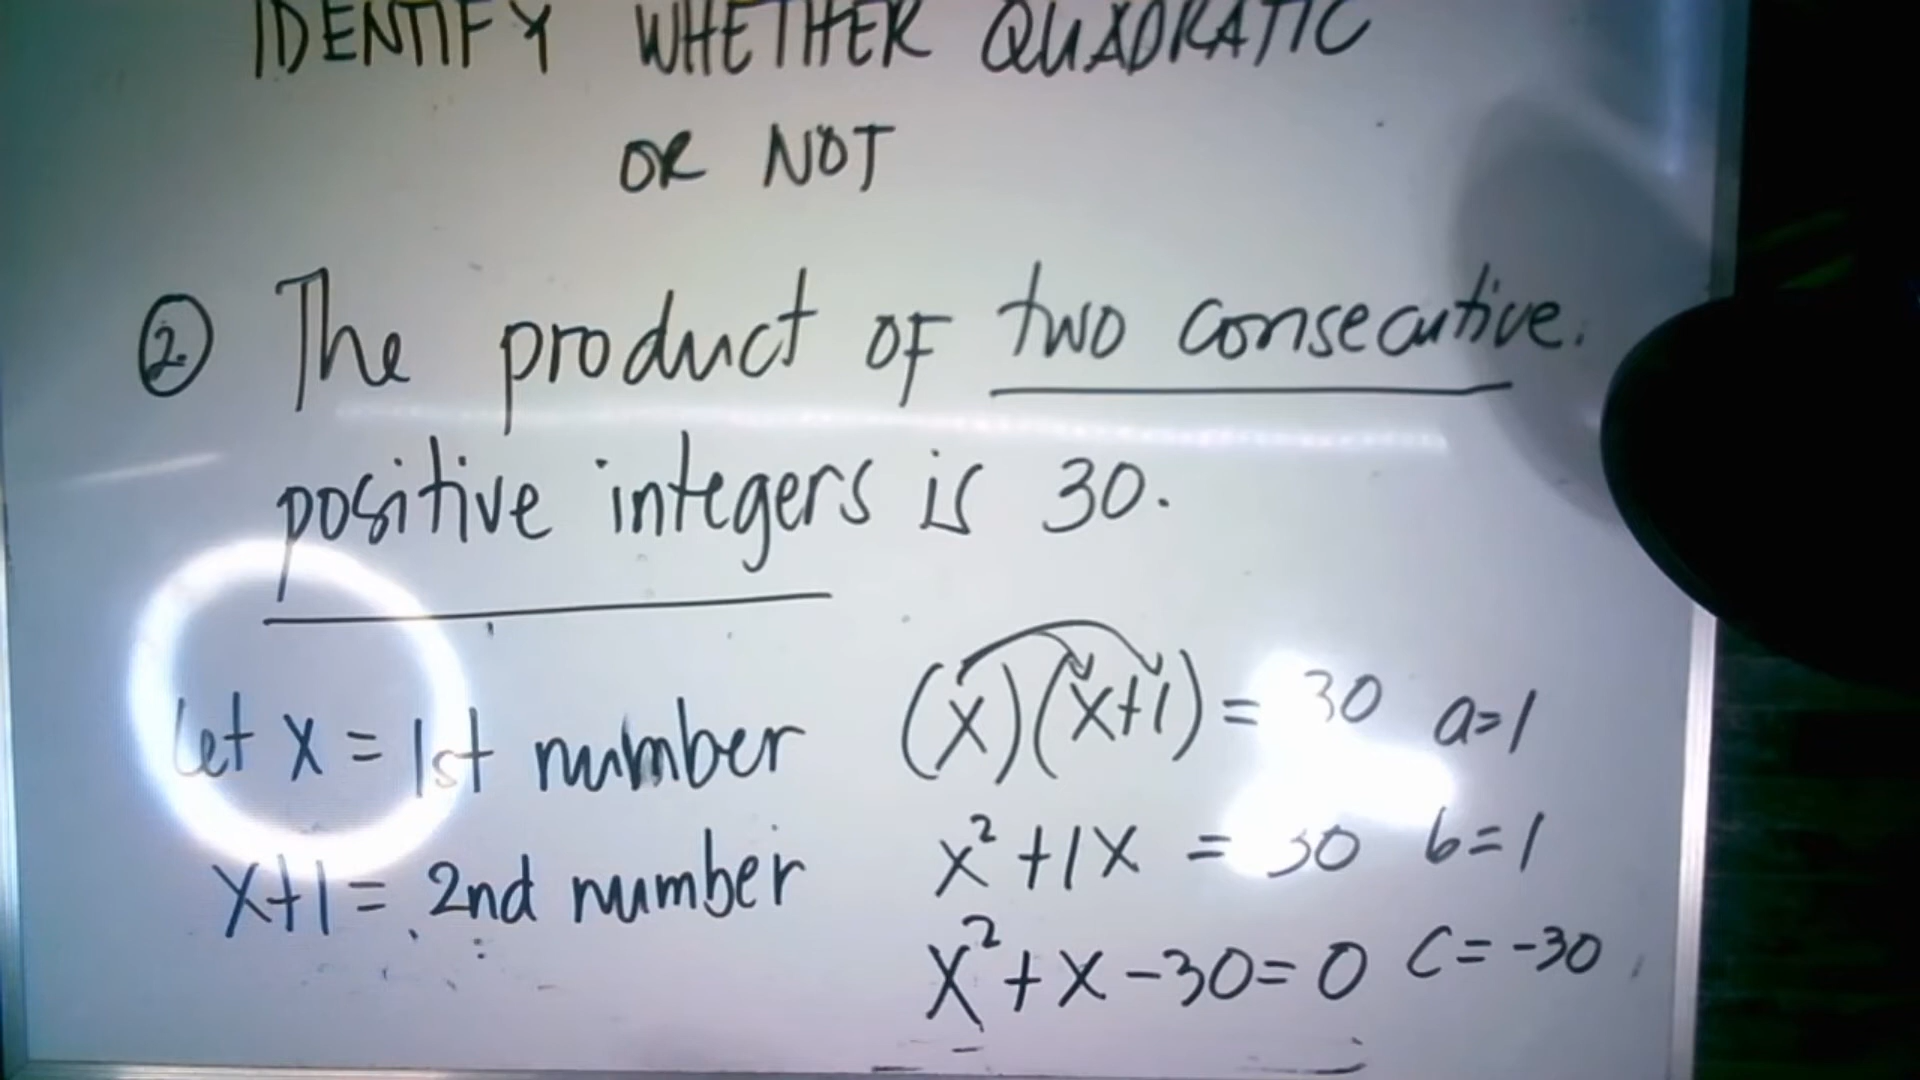 IDENTIFY WHETHER QUADRATIC
OR NOT
② The product OF two consecutive.
positive integers is 30.
let x = 1st number
x+1 = 2nd number
(x)(x+1) = 30
x² + 1x = 30
x² + x - 30 = 0
a=1
b=1
c = -30